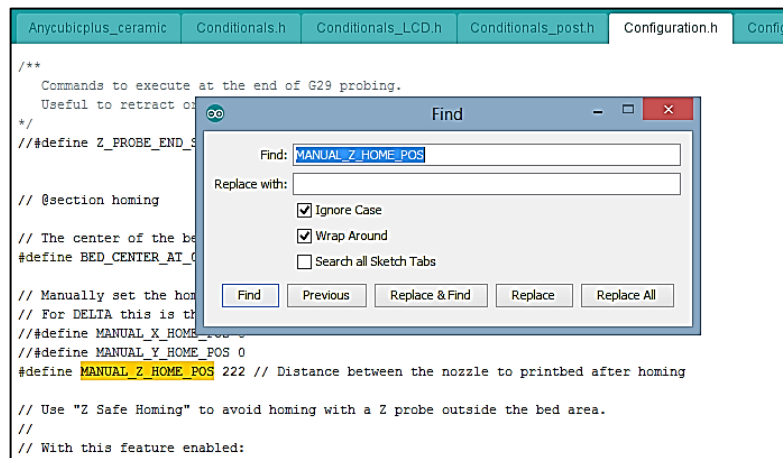 Anycubicplus_ceramic Conditionals.h Conditionals_LCD.h Conditionals_post.h Configuration.h
/**
Commands to execute at the end of G29 probing.
Useful to retract or
*/
//#define Z_PROBE_END_S
// @section homing
// The center of the be
#define BED_CENTER_AT_0
// Manually set the hom
// For DELTA this is th
//#define MANUAL_X_HOME
//#define MANUAL_Y_HOME_POS 0
#define MANUAL_Z_HOME_POS 222 // Distance between the nozzle to printbed after homing
// Use "Z Safe Homing" to avoid homing with a Z probe outside the bed area.
//
// With this feature enabled:
Find
Find: MANUAL_Z_HOME_POS
Replace with:
Ignore Case
Wrap Around
Search all Sketch Tabs
Find Previous Replace & Find Replace Replace All